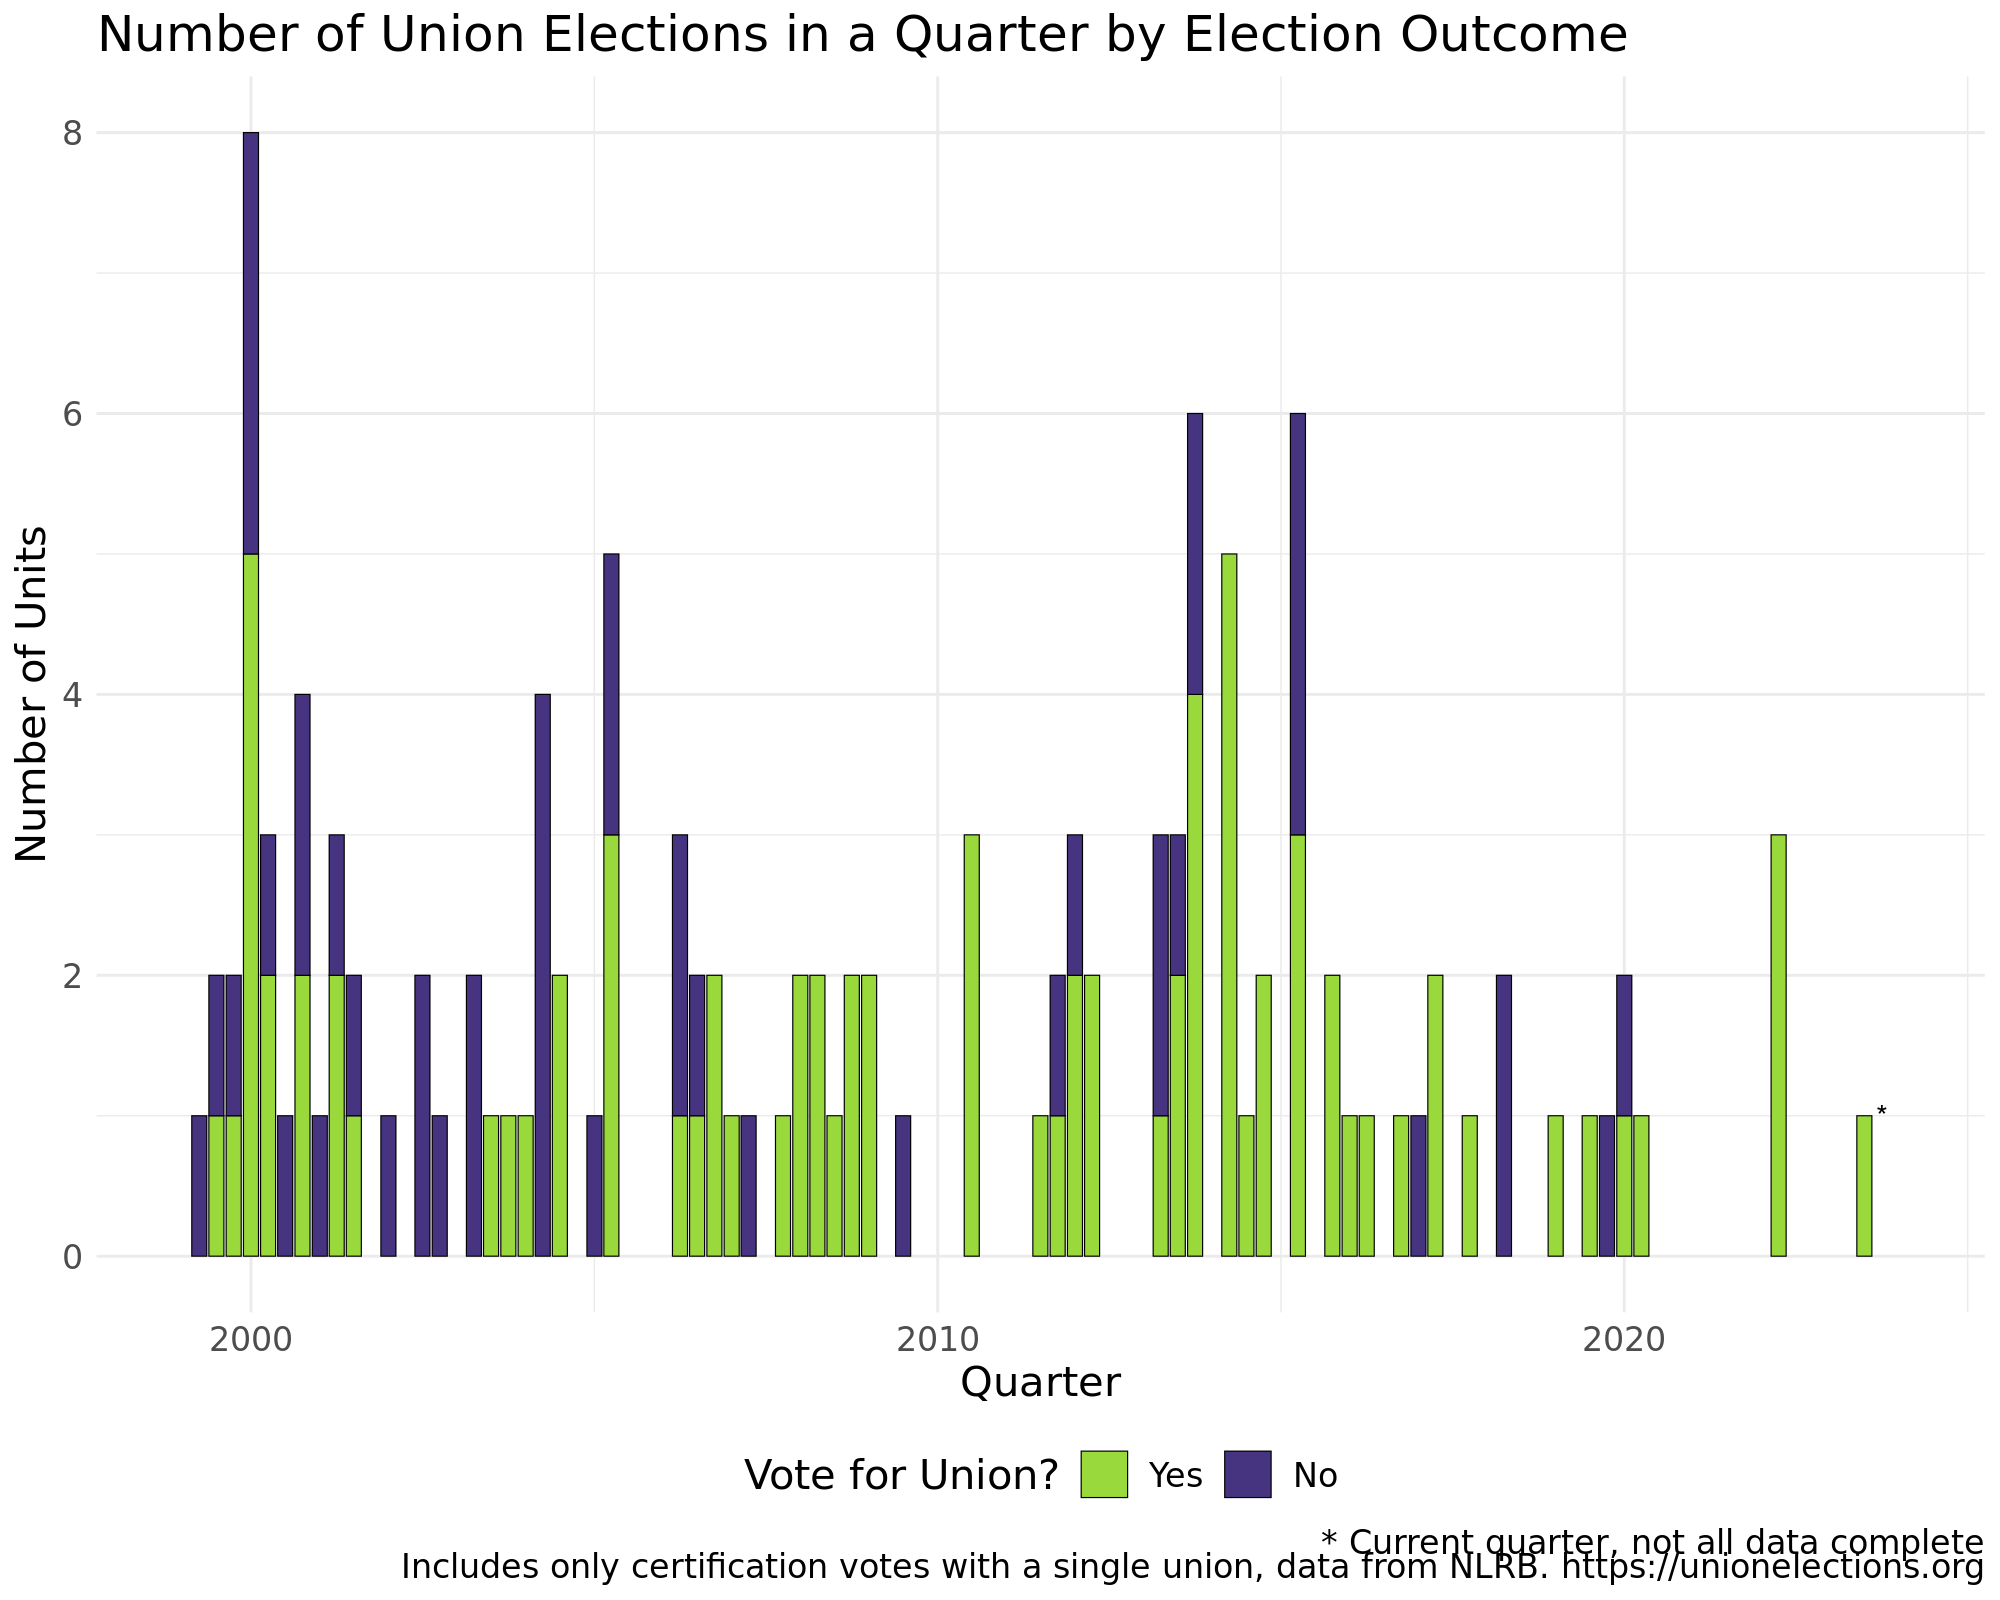 Number of Union Elections in a Quarter by Election Outcome
Number of Units
8
6
4
2
0
*
2000 2010 2020
Quarter
Vote for Union? Yes No
* Current quarter, not all data complete
Includes only certification votes with a single union, data from NLRB. https://unionelections.org